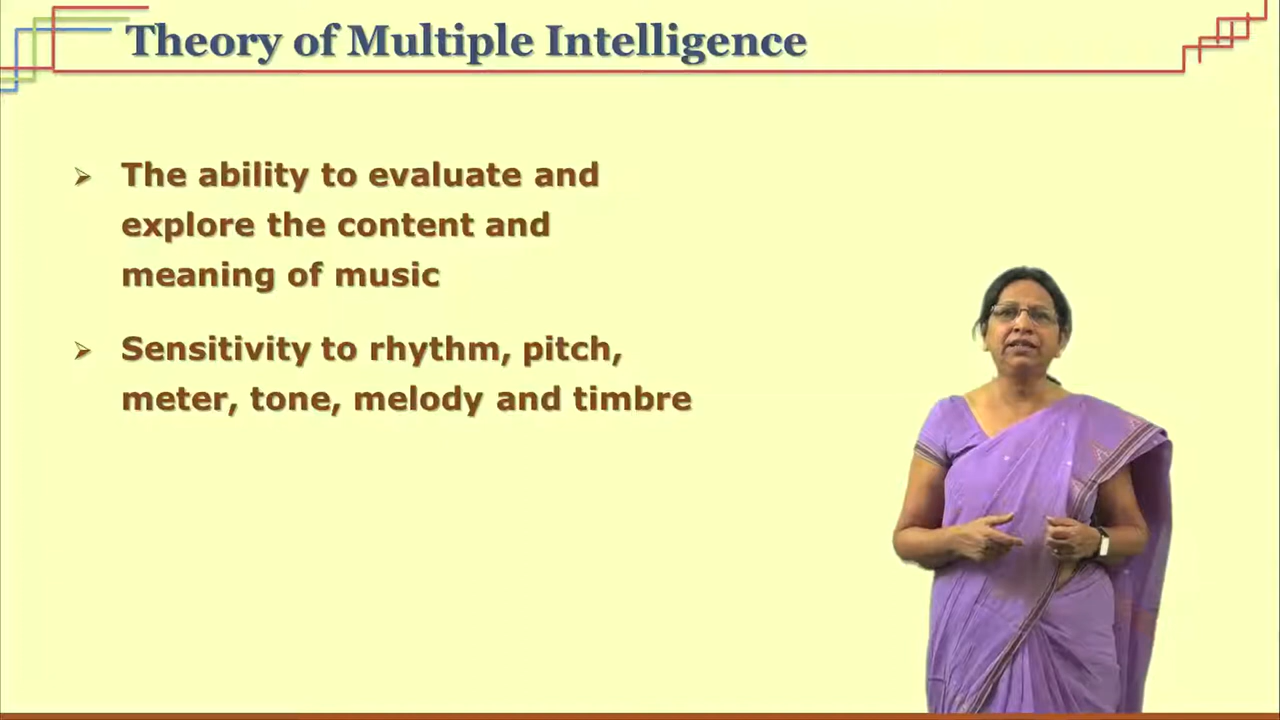 Theory of Multiple Intelligence
The ability to evaluate and
explore the content and
meaning of music
Sensitivity to rhythm, pitch,
meter, tone, melody and timbre